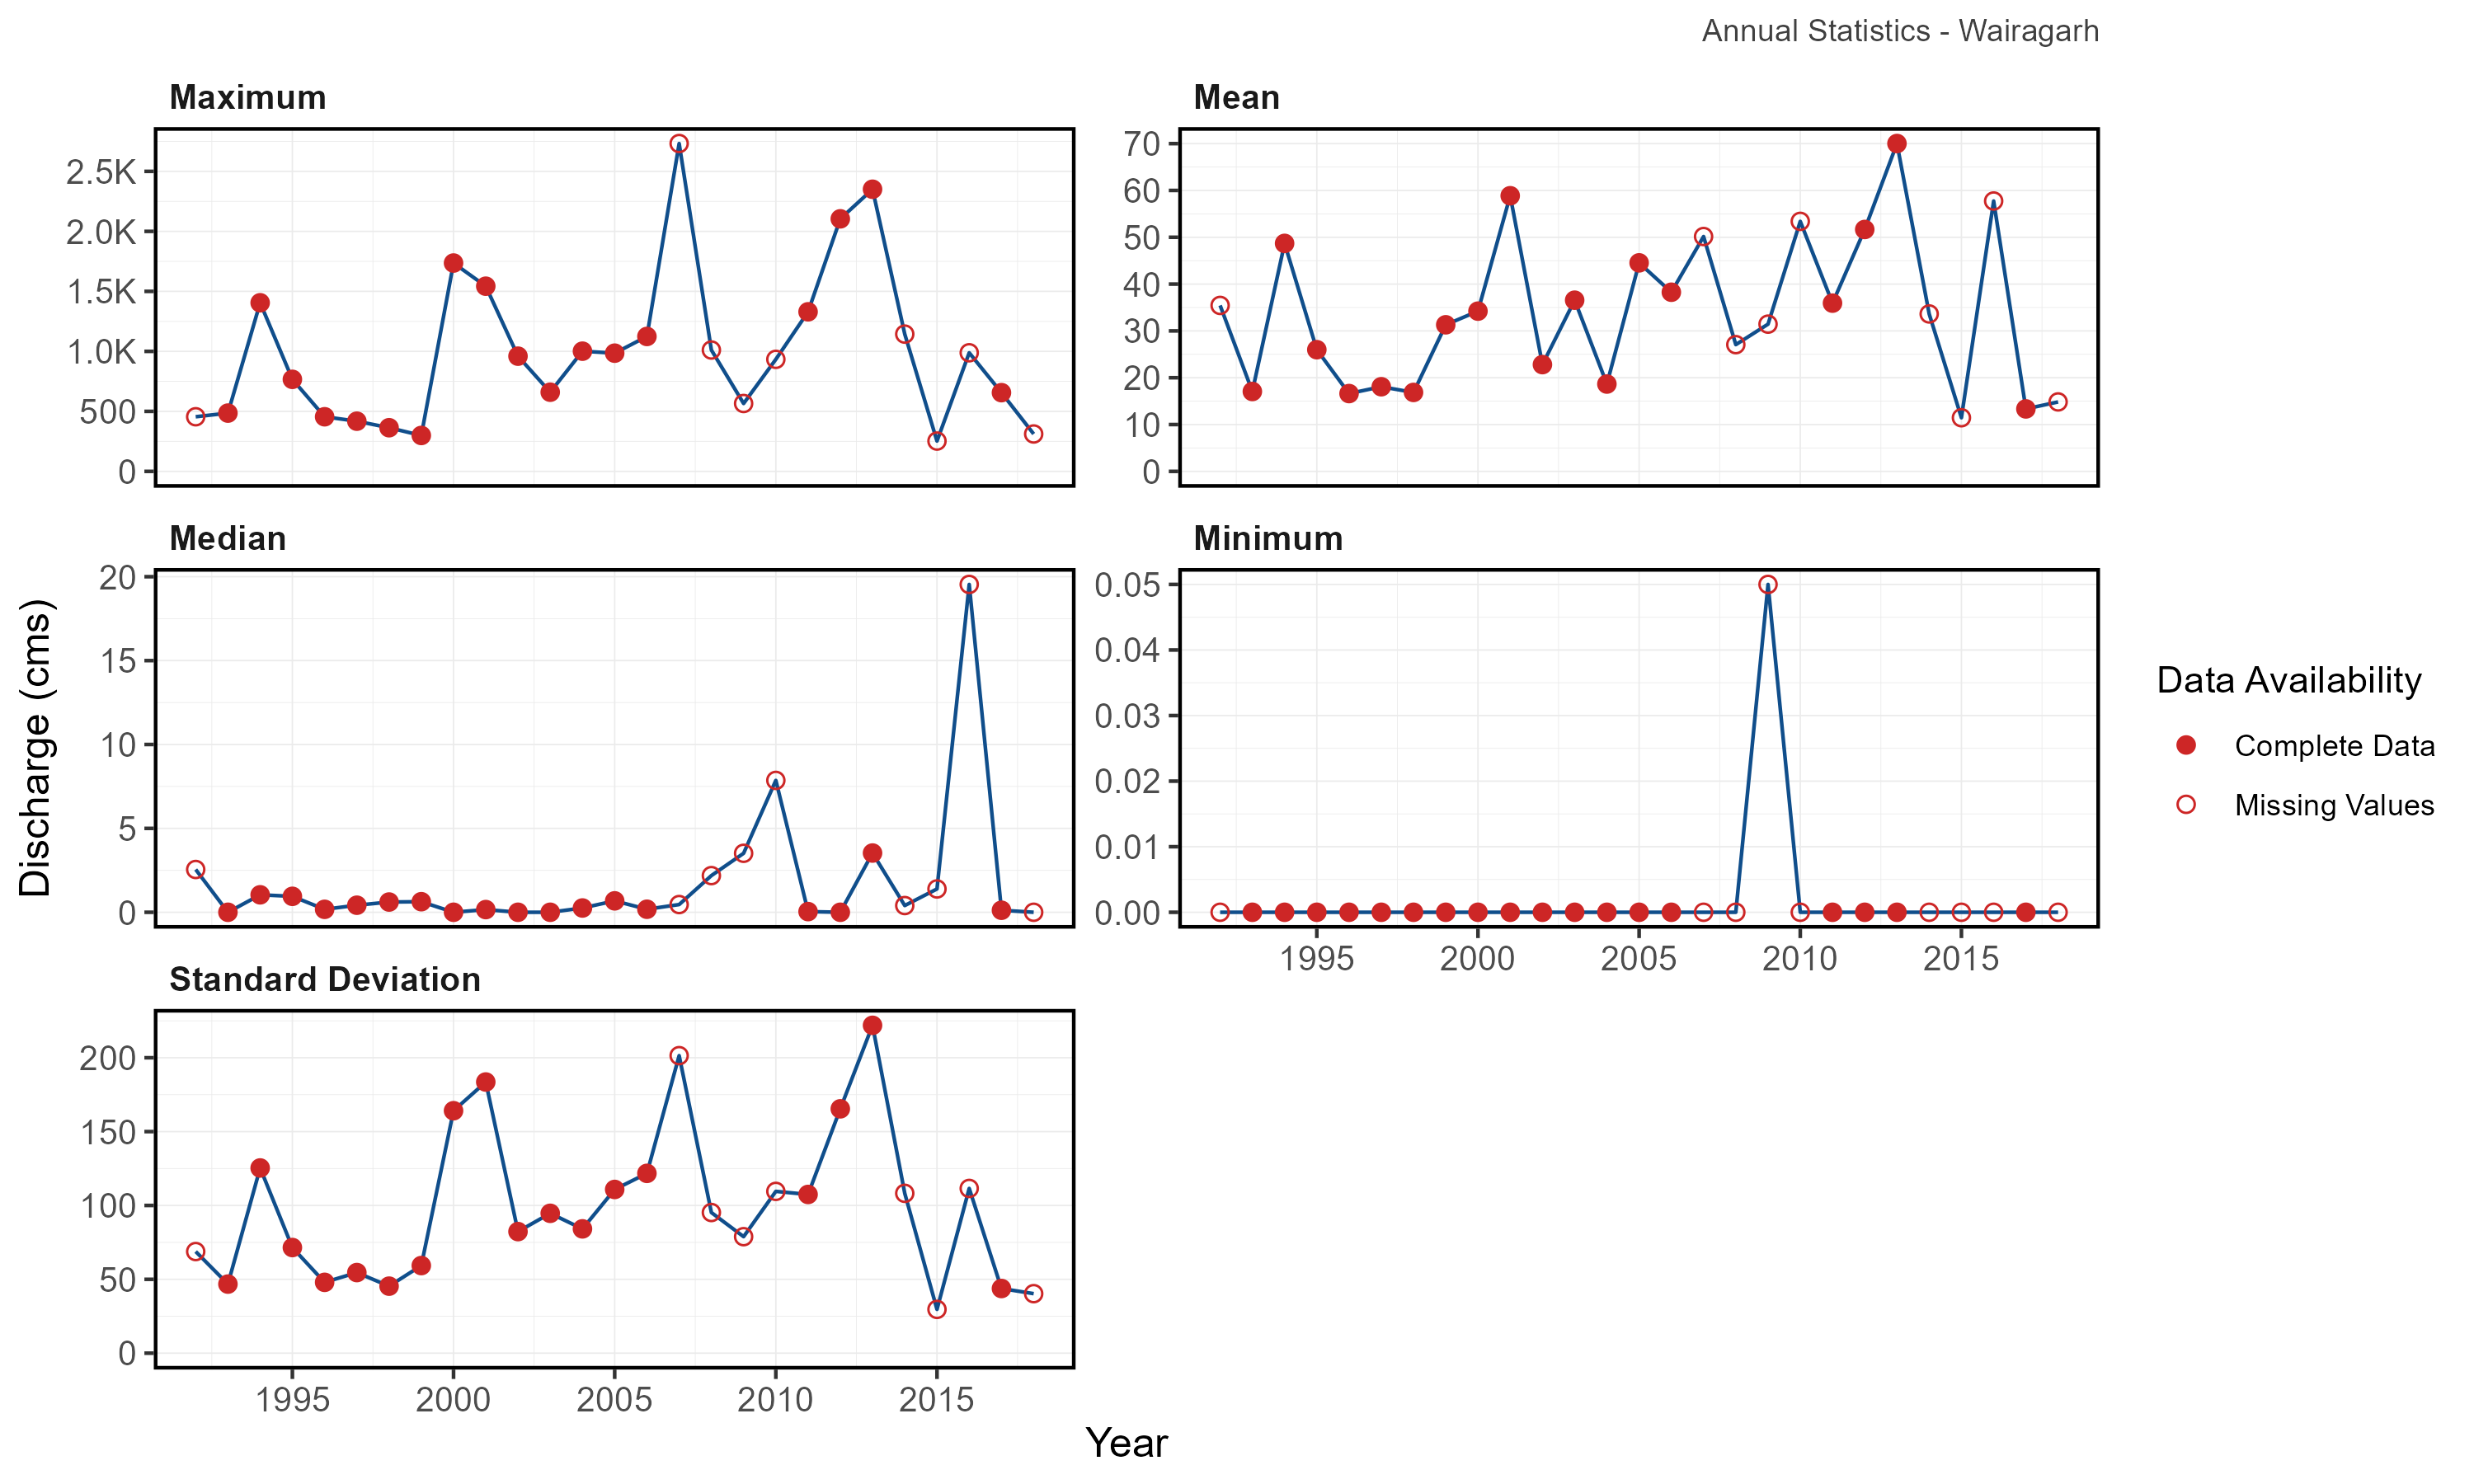 Annual Statistics - Wairagarh
Maximum
2.5K
2.0K
1.5K
1.0K
500
0
Mean
70
60
50
40
30
20
10
0
Discharge (cms)
Median
20
15
10
5
0
Minimum
0.05
0.04
0.03
0.02
0.01
0.00
1995 2000 2005 2010 2015
Standard Deviation
200
150
100
50
0
1995 2000 2005 2010 2015
Year
Data Availability
Complete Data
Missing Values